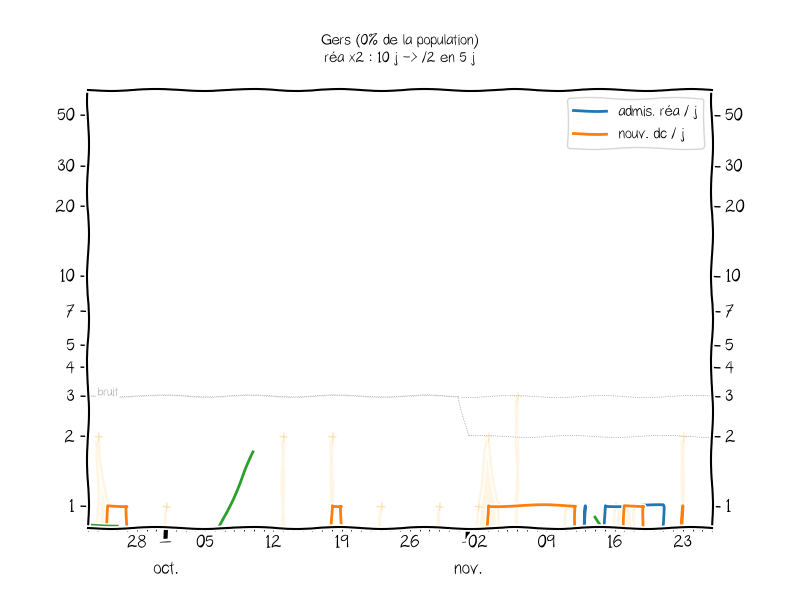 Gers (0% de la population)
réa x2 : 10 j -> /2 en 5 j
admis. réa / j
nouv. dc / j
50
30
20
10
7
5
4
3
2
1
50
30
20
10
7
5
4
3
2
1
bruit
28 05 12 19 26 02 09 16 23
oct. nov.